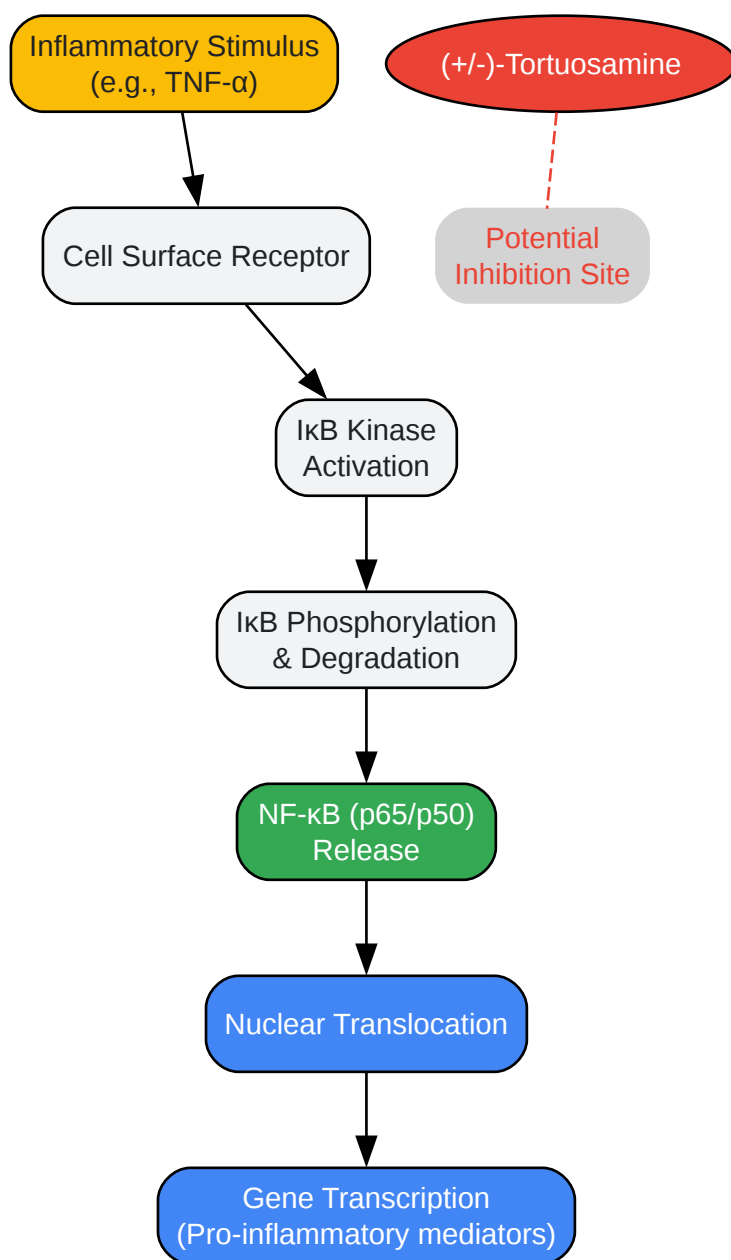 Inflammatory Stimulus
(e.g., TNF-α)
(+/-)-Tortuosamine
Cell Surface Receptor
Potential
Inhibition Site
IκB Kinase
Activation
IκB Phosphorylation
& Degradation
NF-κB (p65/p50)
Release
Nuclear Translocation
Gene Transcription
(Pro-inflammatory mediators)